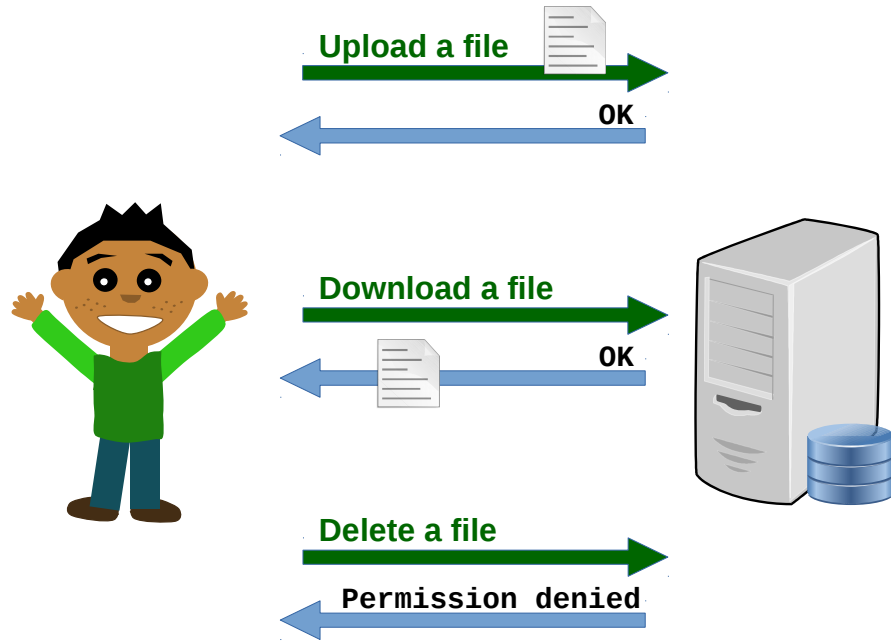 Upload a file
OK
Download a file
OK
Delete a file
Permission denied